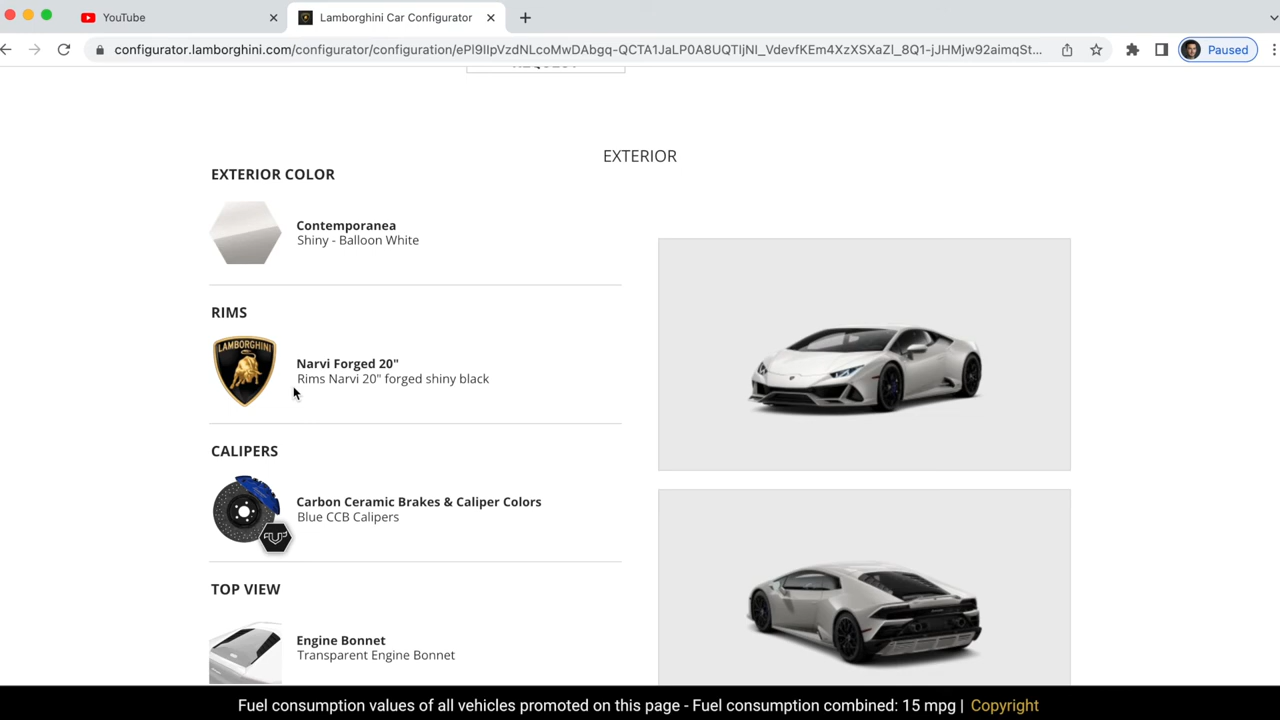 YouTube
Lamborghini Car Configurator
configurator.lamborghini.com/configurator/configuration/ePl9IIpVzdNLcoMwDAbgq-QCTA1JaLP0A8UQTIjNI_VdevfKEm4XzXSXaZI_8Q1-jJHMjw92aimqSt...
Paused
EXTERIOR
EXTERIOR COLOR
Contemporanea
Shiny - Balloon White
RIMS
LAMBORGHINI
Narvi Forged 20"
Rims Narvi 20" forged shiny black
CALIPERS
Carbon Ceramic Brakes & Caliper Colors
Blue CCB Calipers
TOP VIEW
Engine Bonnet
Transparent Engine Bonnet
Fuel consumption values of all vehicles promoted on this page - Fuel consumption combined: 15 mpg | Copyright